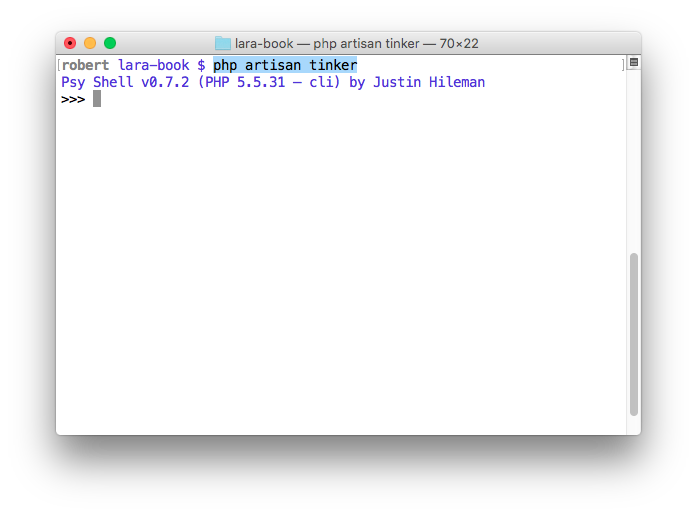 lara-book — php artisan tinker — 70×22
[robert lara-book $ php artisan tinker ]
Psy Shell v0.7.2 (PHP 5.5.31 — cli) by Justin Hileman
>>>